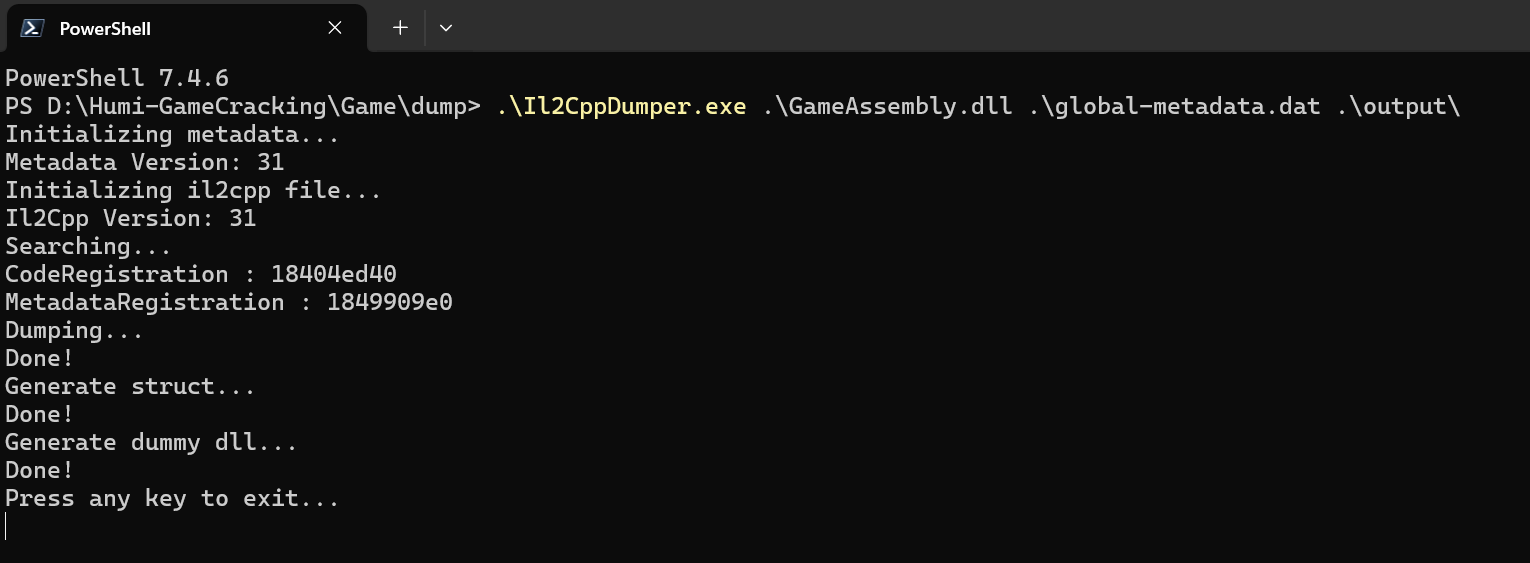 PowerShell
PowerShell 7.4.6
PS D:\Humi-GameCracking\Game\dump> .\Il2CppDumper.exe .\GameAssembly.dll .\global-metadata.dat .\output\
Initializing metadata...
Metadata Version: 31
Initializing il2cpp file...
Il2Cpp Version: 31
Searching...
CodeRegistration : 18404ed40
MetadataRegistration : 1849909e0
Dumping...
Done!
Generate struct...
Done!
Generate dummy dll...
Done!
Press any key to exit...